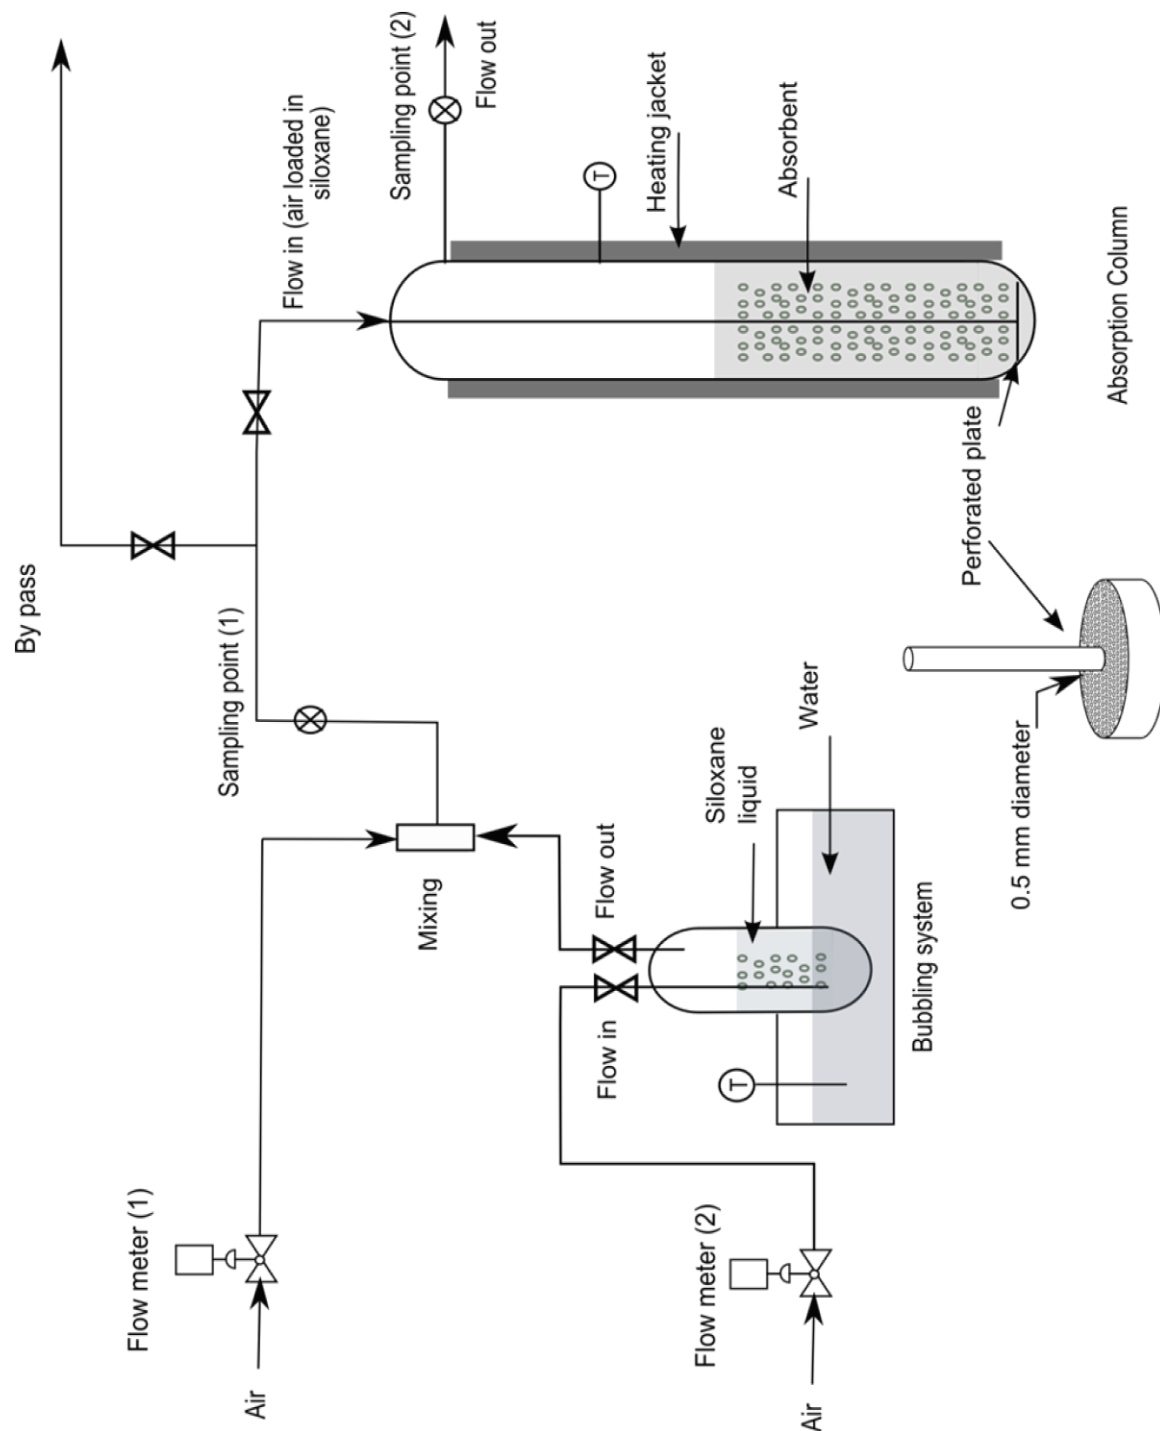 By pass
Sampling point (1)
Flow in (air loaded in
siloxane)
Sampling point (2)
Flow out
T
Heating jacket
Absorbent
Absorption Column
Perforated plate
0.5 mm diameter
Flow meter (1)
Air
Mixing
Flow out
Flow in
Siloxane
liquid
Water
T
Bubbling system
Flow meter (2)
Air